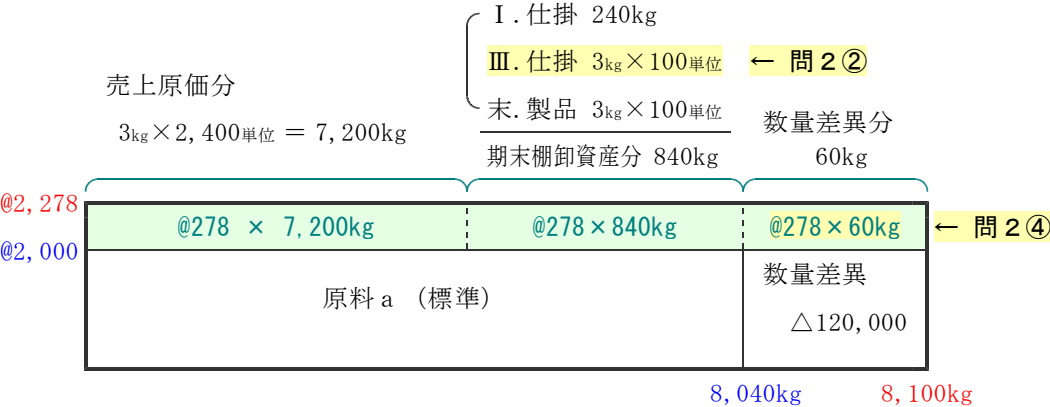 Ⅰ.仕掛 240kg
Ⅲ.仕掛 3kg×100単位 ← 問2②
売上原価分
末.製品 3kg×100単位
3kg×2,400単位 = 7,200kg
数量差異分
期末棚卸資産分 840kg
60kg
@2,278
@278 × 7,200kg @278×840kg @278×60kg ← 問2④
@2,000
原料a (標準)
数量差異
△120,000
8,040kg 8,100kg